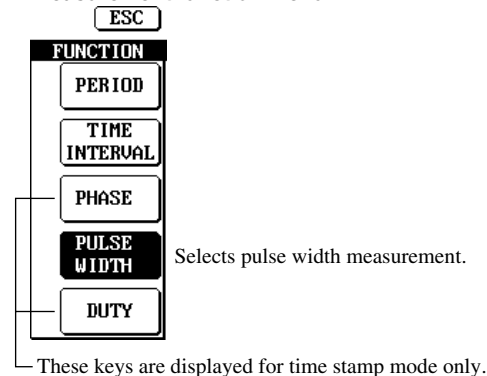 ESC
FUNCTION
PERIOD
TIME
INTERVAL
PHASE
PULSE
WIDTH
Selects pulse width measurement.
DUTY
These keys are displayed for time stamp mode only.